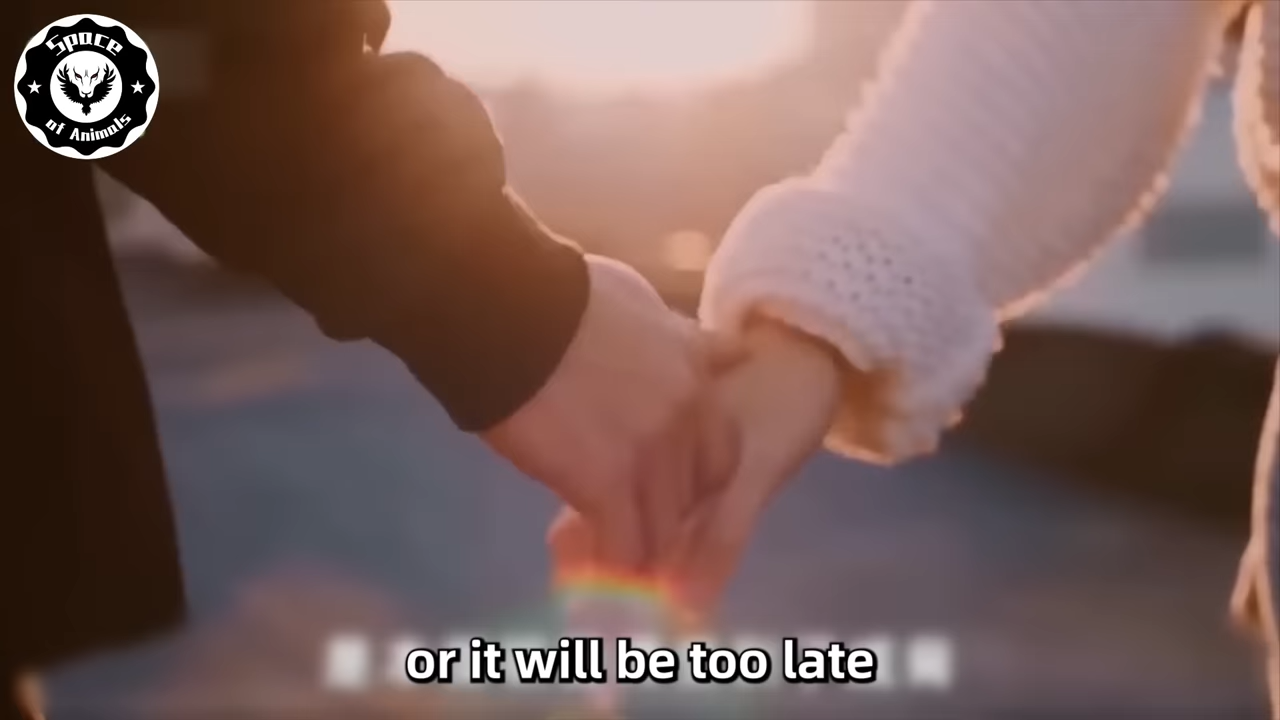 Space
of Animals
or it will be too late